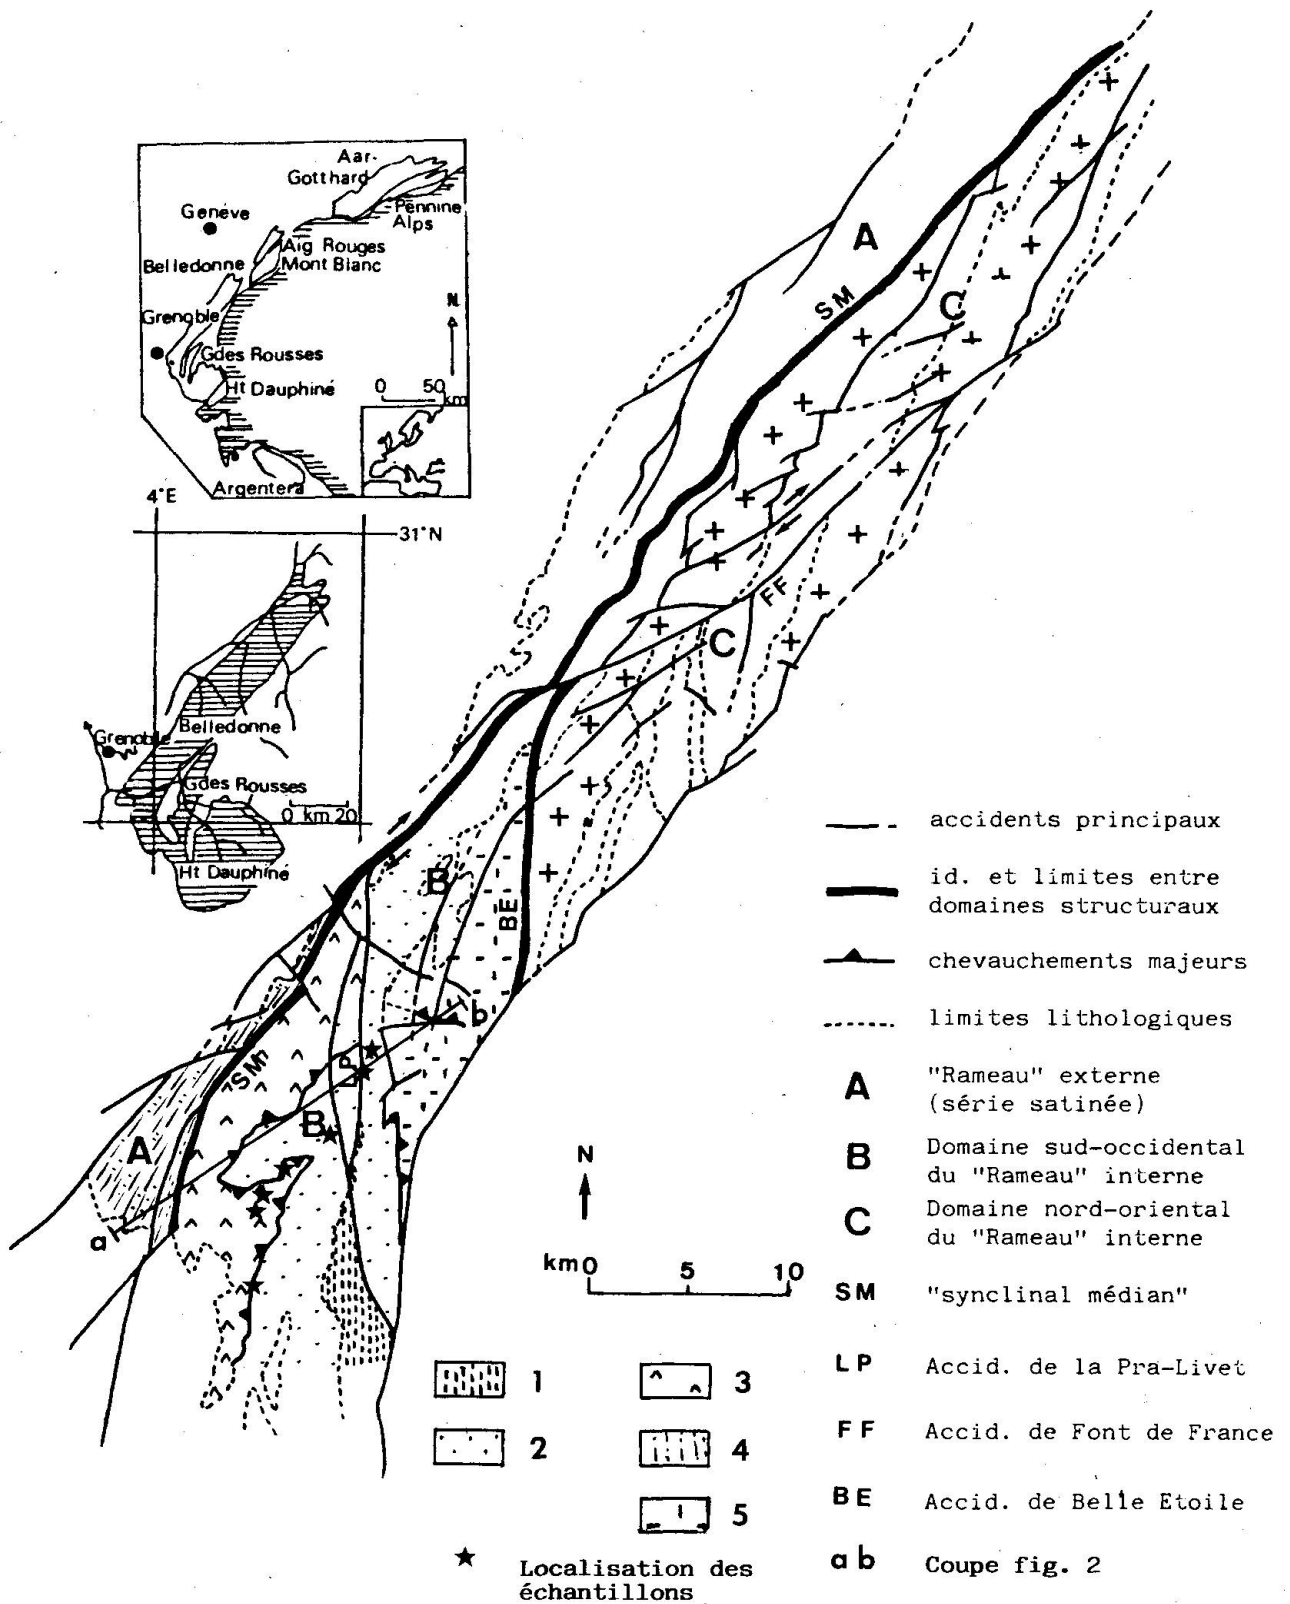 Aar-
Gotthard
Pennine
Alps
Genéve
Aig Rouges
Mont Blanc
Belledonne
N
Grenoble
Gdes Rousses
Ht Dauphiné
0 50
km
Argentera
4°E
31°N
Belledonne
Grenoble
Gdes Rousses
0 km 20
Ht Dauphiné
A
SM
C
FF
C
B
BE
b
LP
SM
B
A
a
N
km 0 5 10
accidents principaux
id. et limites entre
domaines structuraux
chevauchements majeurs
limites lithologiques
A "Rameau" externe
(série satinée)
B Domaine sud-occidental
du "Rameau" interne
C Domaine nord-oriental
du "Rameau" interne
SM "synclinal médian"
LP Accid. de la Pra-Livet
FF Accid. de Font de France
BE Accid. de Belle Etoile
ab Coupe fig. 2
1
2
3
4
5
Localisation des
échantillons